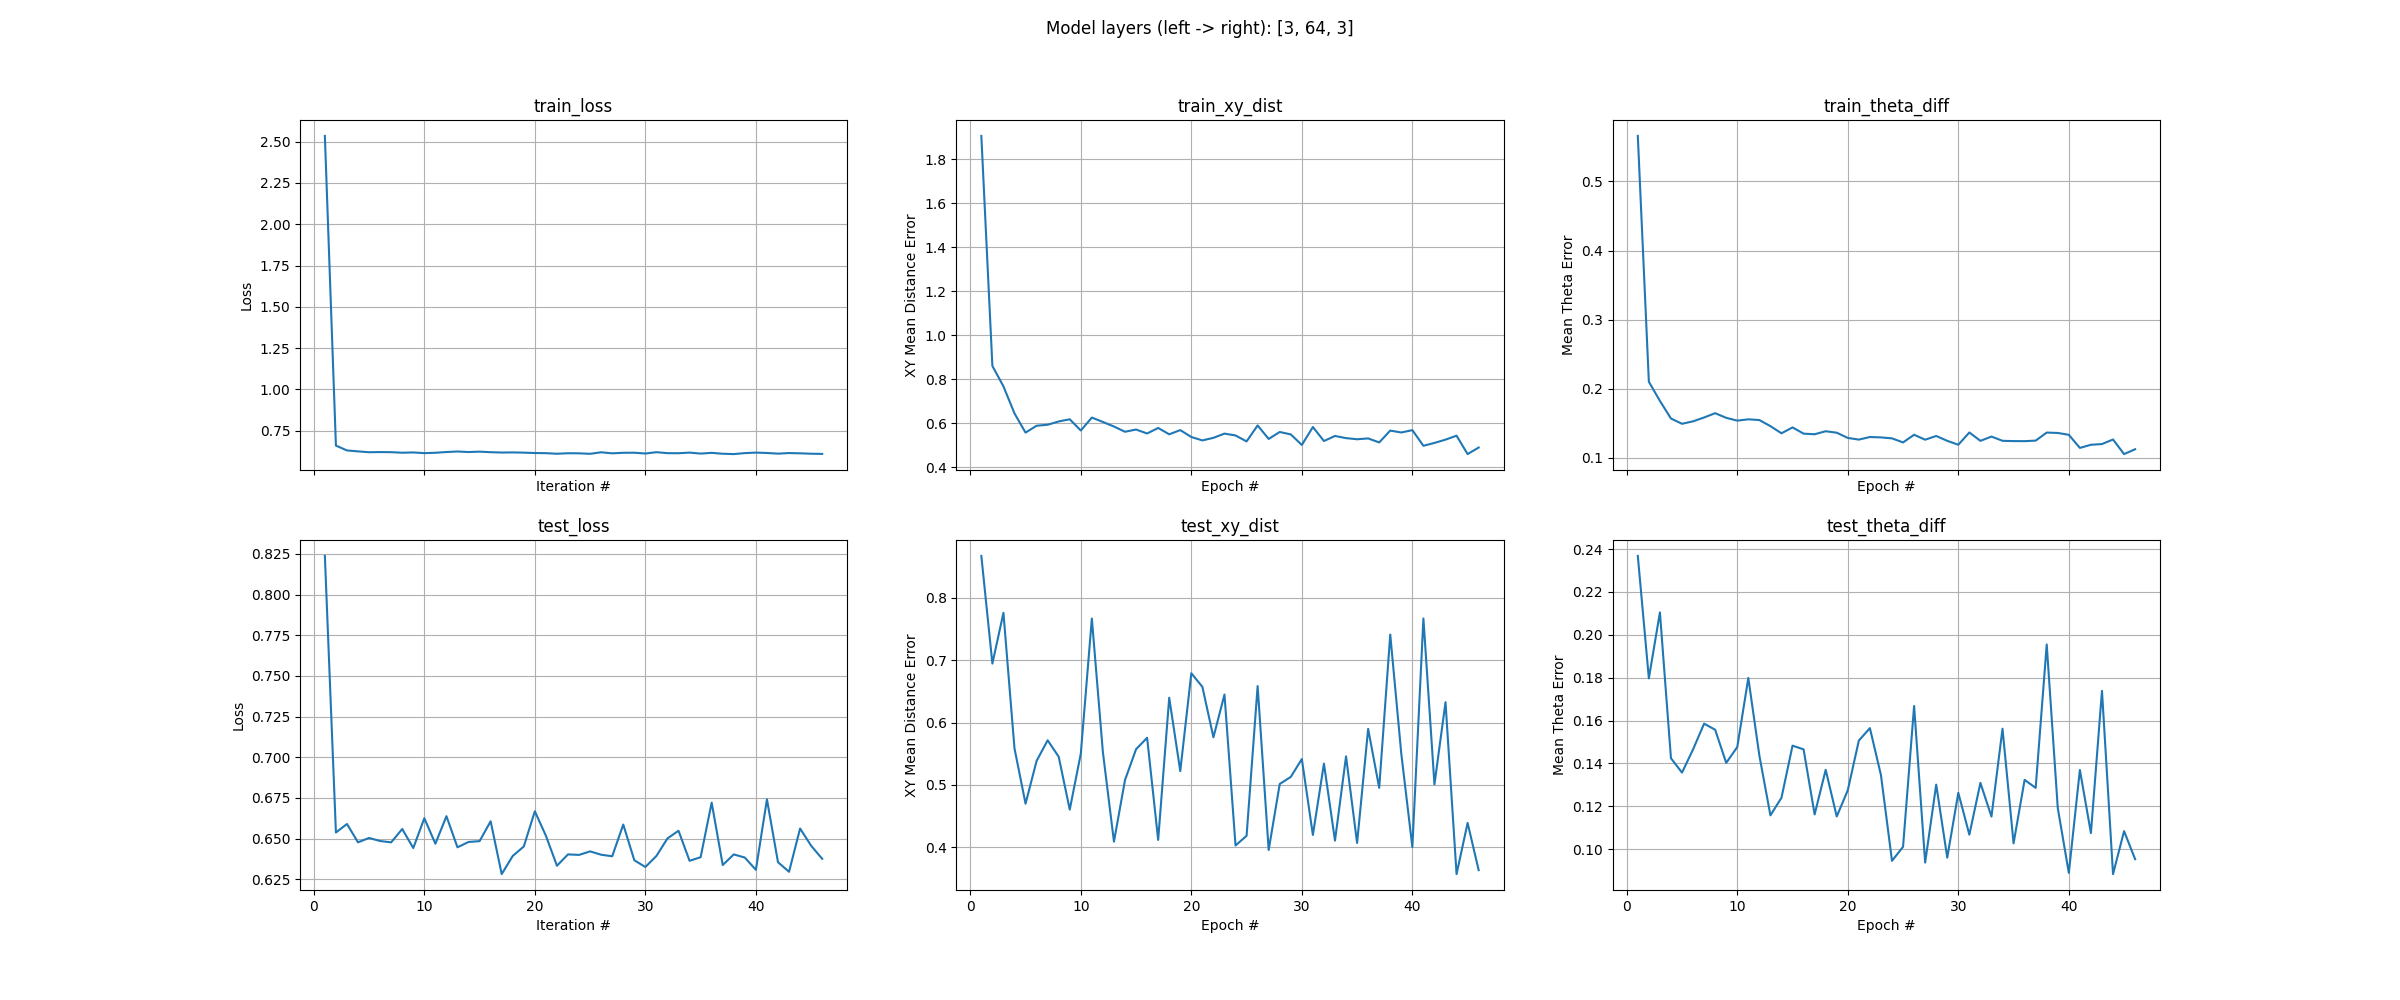 Model layers (left -> right): [3, 64, 3]
train_loss
2.50
2.25
2.00
1.75
1.50
1.25
1.00
0.75
Loss
Iteration #
train_xy_dist
1.8
1.6
1.4
1.2
1.0
0.8
0.6
0.4
XY Mean Distance Error
Epoch #
train_theta_diff
0.5
0.4
0.3
0.2
0.1
Mean Theta Error
Epoch #
test_loss
0.825
0.800
0.775
0.750
0.725
0.700
0.675
0.650
0.625
Loss
0 10 20 30 40
Iteration #
test_xy_dist
0.8
0.7
0.6
0.5
0.4
XY Mean Distance Error
0 10 20 30 40
Epoch #
test_theta_diff
0.24
0.22
0.20
0.18
0.16
0.14
0.12
0.10
Mean Theta Error
0 10 20 30 40
Epoch #